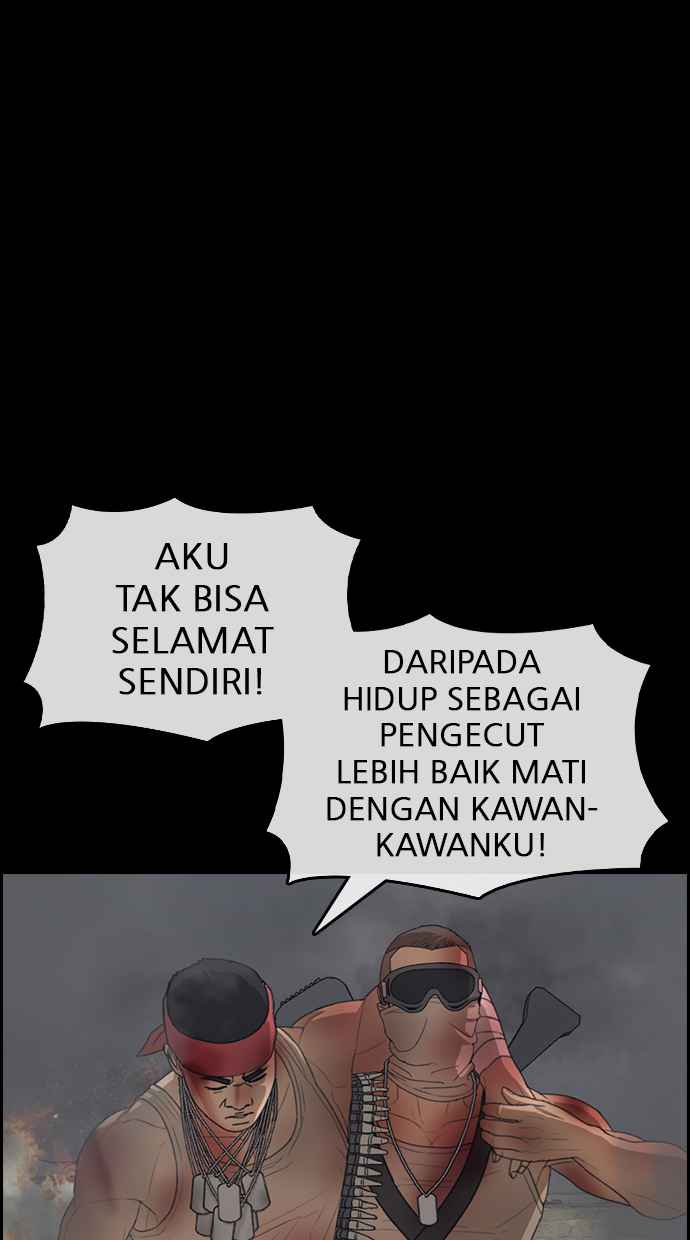 AKU
TAK BISA
SELAMAT
SENDIRI!
DARIPADA
HIDUP SEBAGAI
PENGECUT
LEBIH BAIK MATI
DENGAN KAWAN-
KAWANKU!